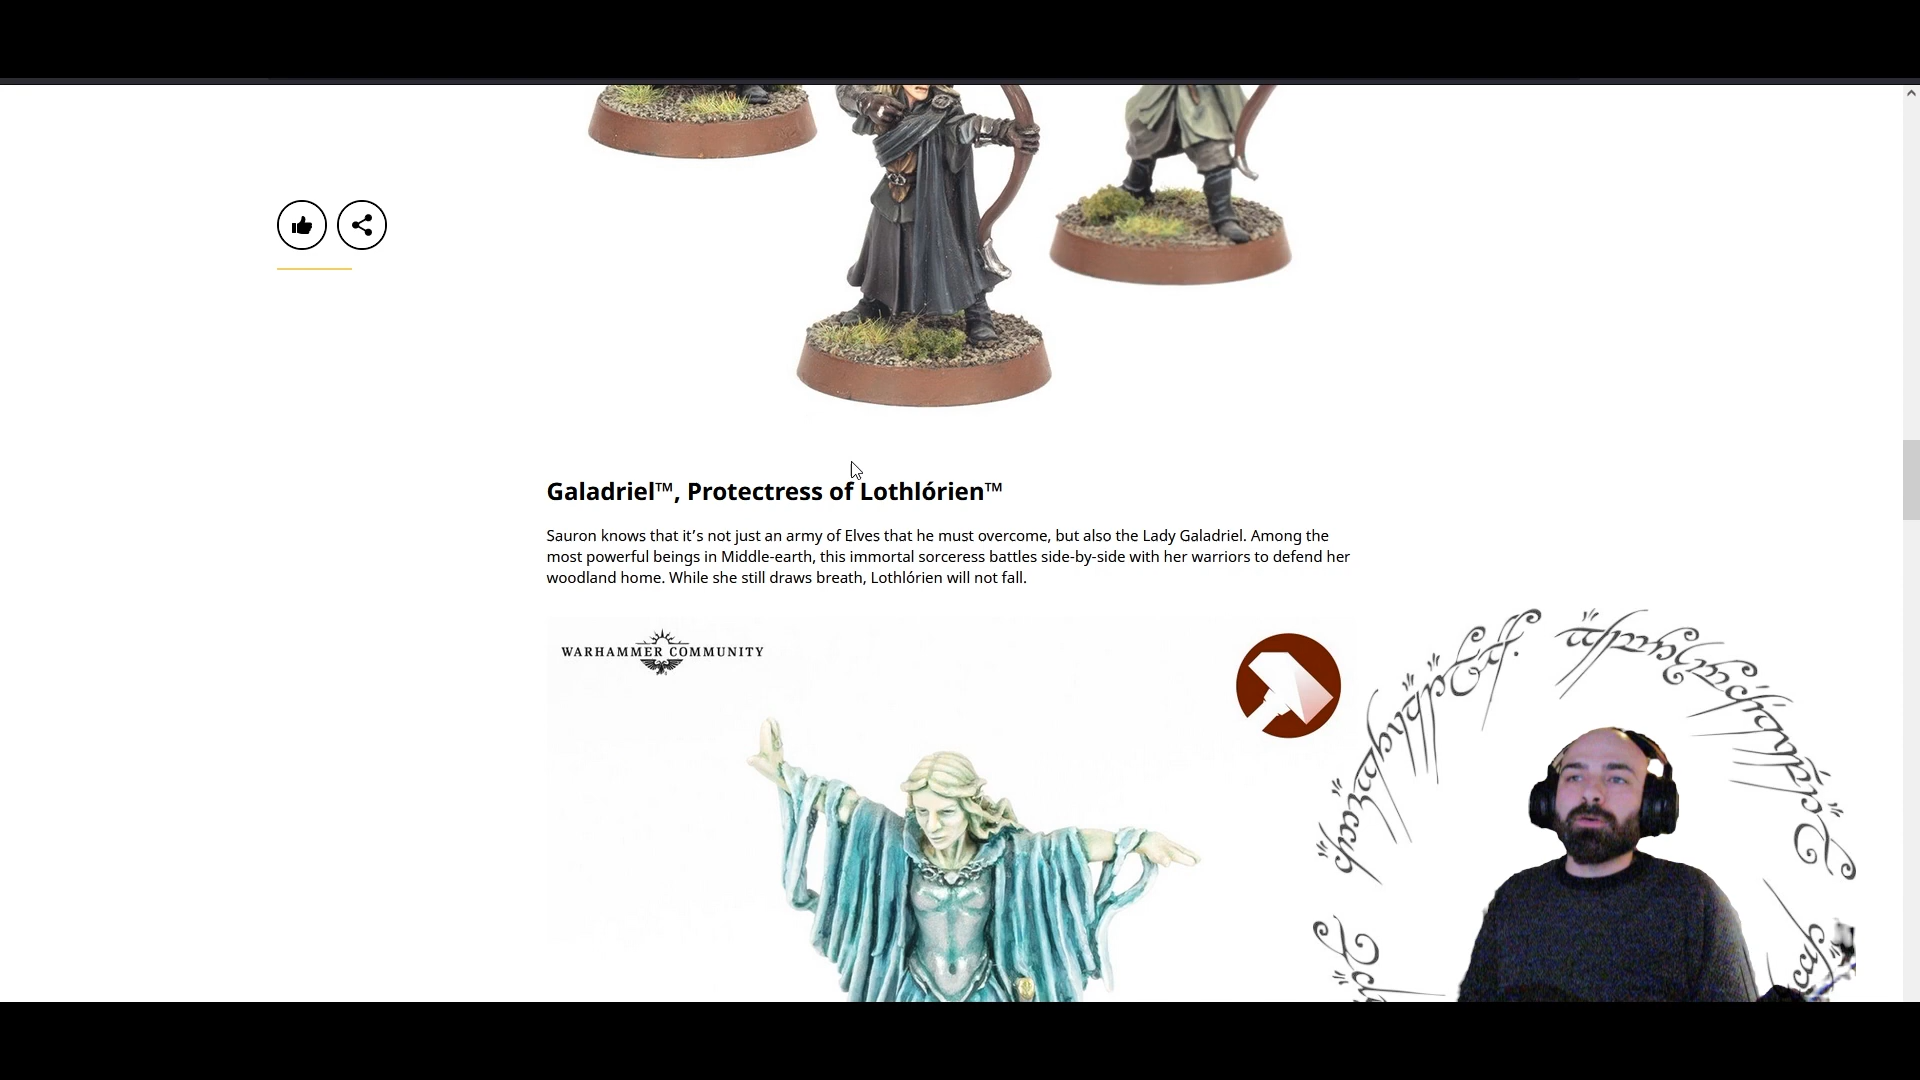 Galadriel™, Protectress of Lothlórien™
Sauron knows that it’s not just an army of Elves that he must overcome, but also the Lady Galadriel. Among the
most powerful beings in Middle-earth, this immortal sorceress battles side-by-side with her warriors to defend her
woodland home. While she still draws breath, Lothlórien will not fall.
WARHAMMER COMMUNITY